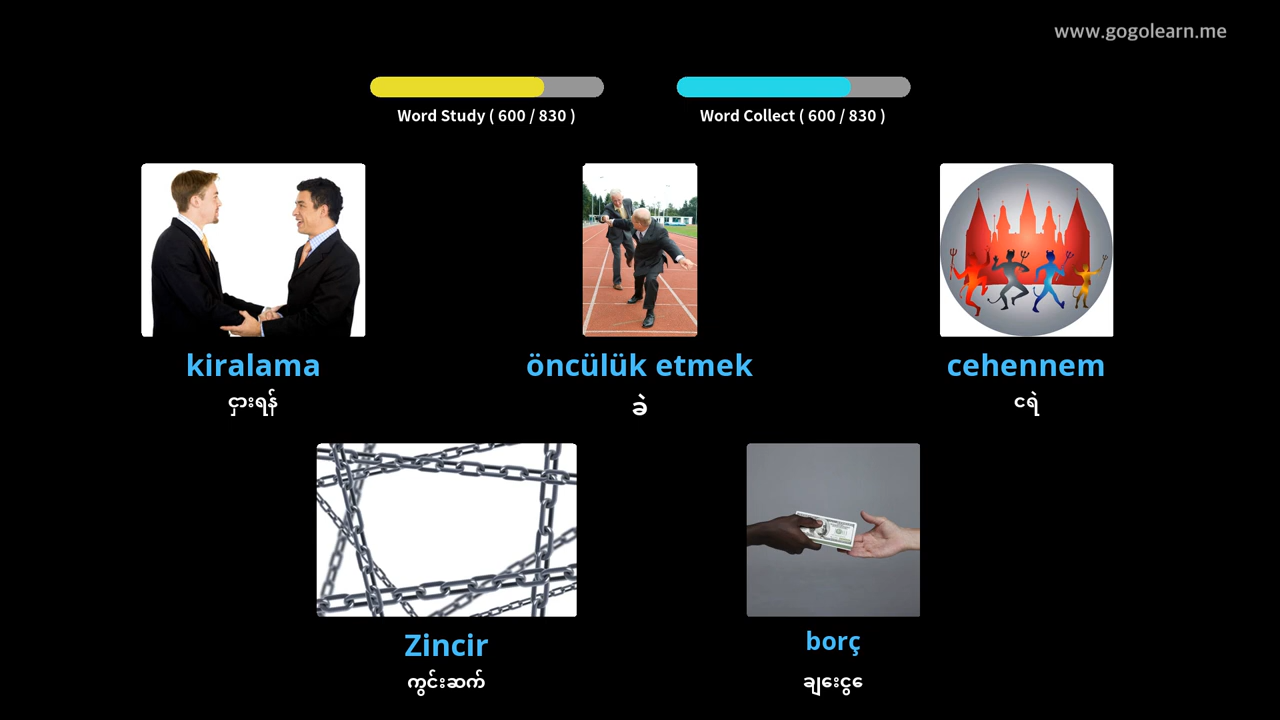 www.gogolearn.me
Word Study ( 600 / 830 )
Word Collect ( 600 / 830 )
kiralama
öncülük etmek
cehennem
ငှားရန်
ခဲ
ငရဲ
Zincir
borç
ကွင်းဆက်
ချေးငွေ